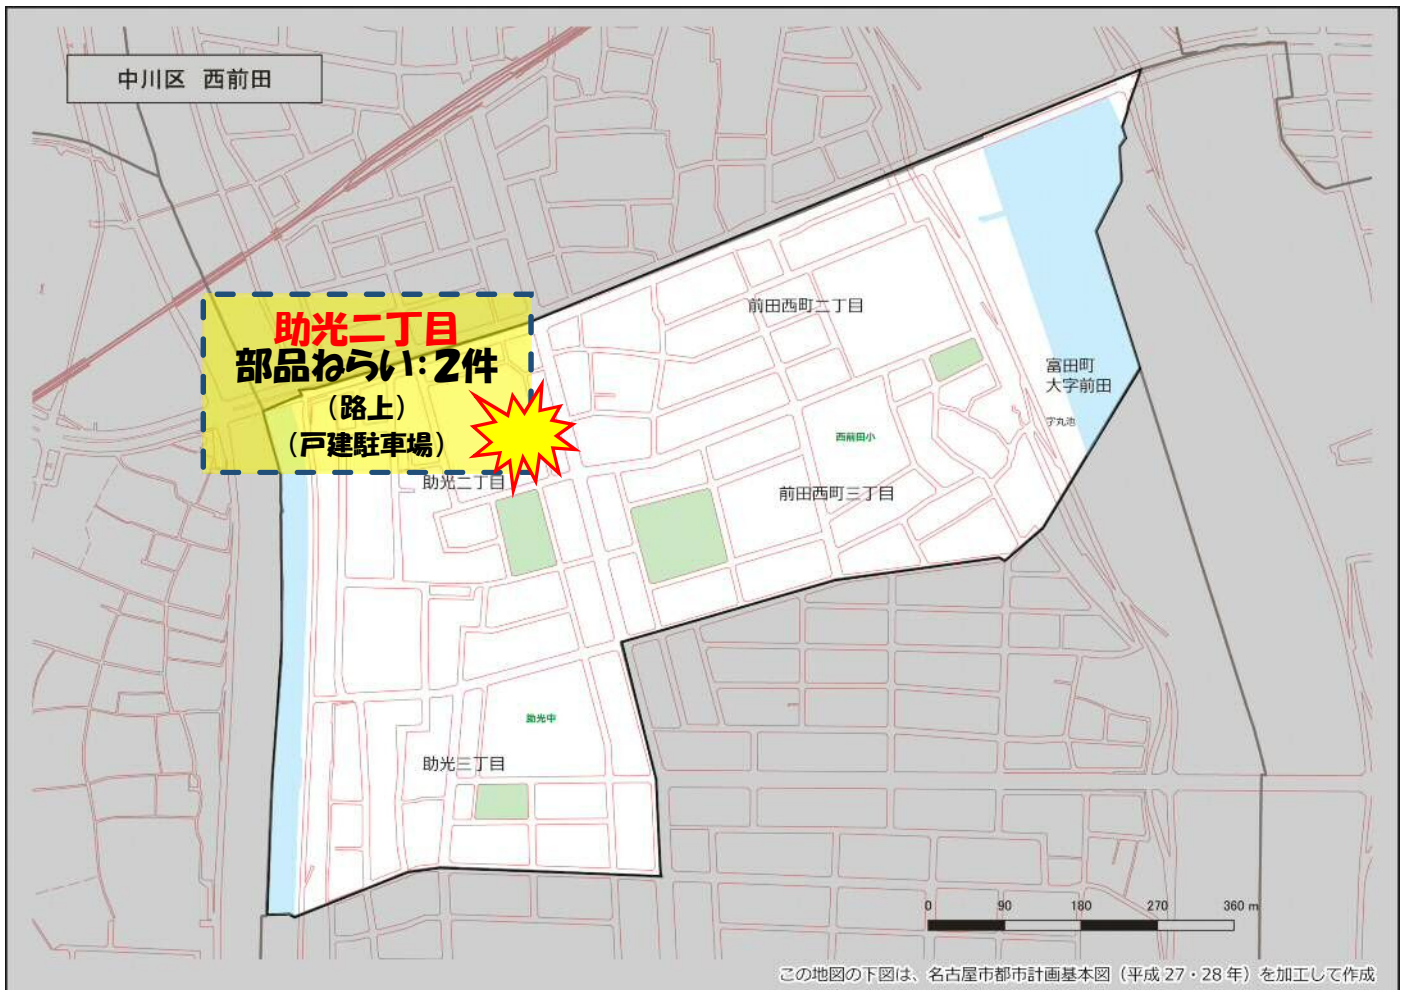 中川区 西前田
助光二丁目
部品ねらい:2件
(路上)
(戸建駐車場)
前田西町二丁目
富田町
大字前田
字丸池
西前田小
助光二丁目
前田西町三丁目
助光中
助光三丁目
0 90 180 270 360 m
この地図の下図は、名古屋市都市計画基本図(平成 27・28 年)を加工して作成